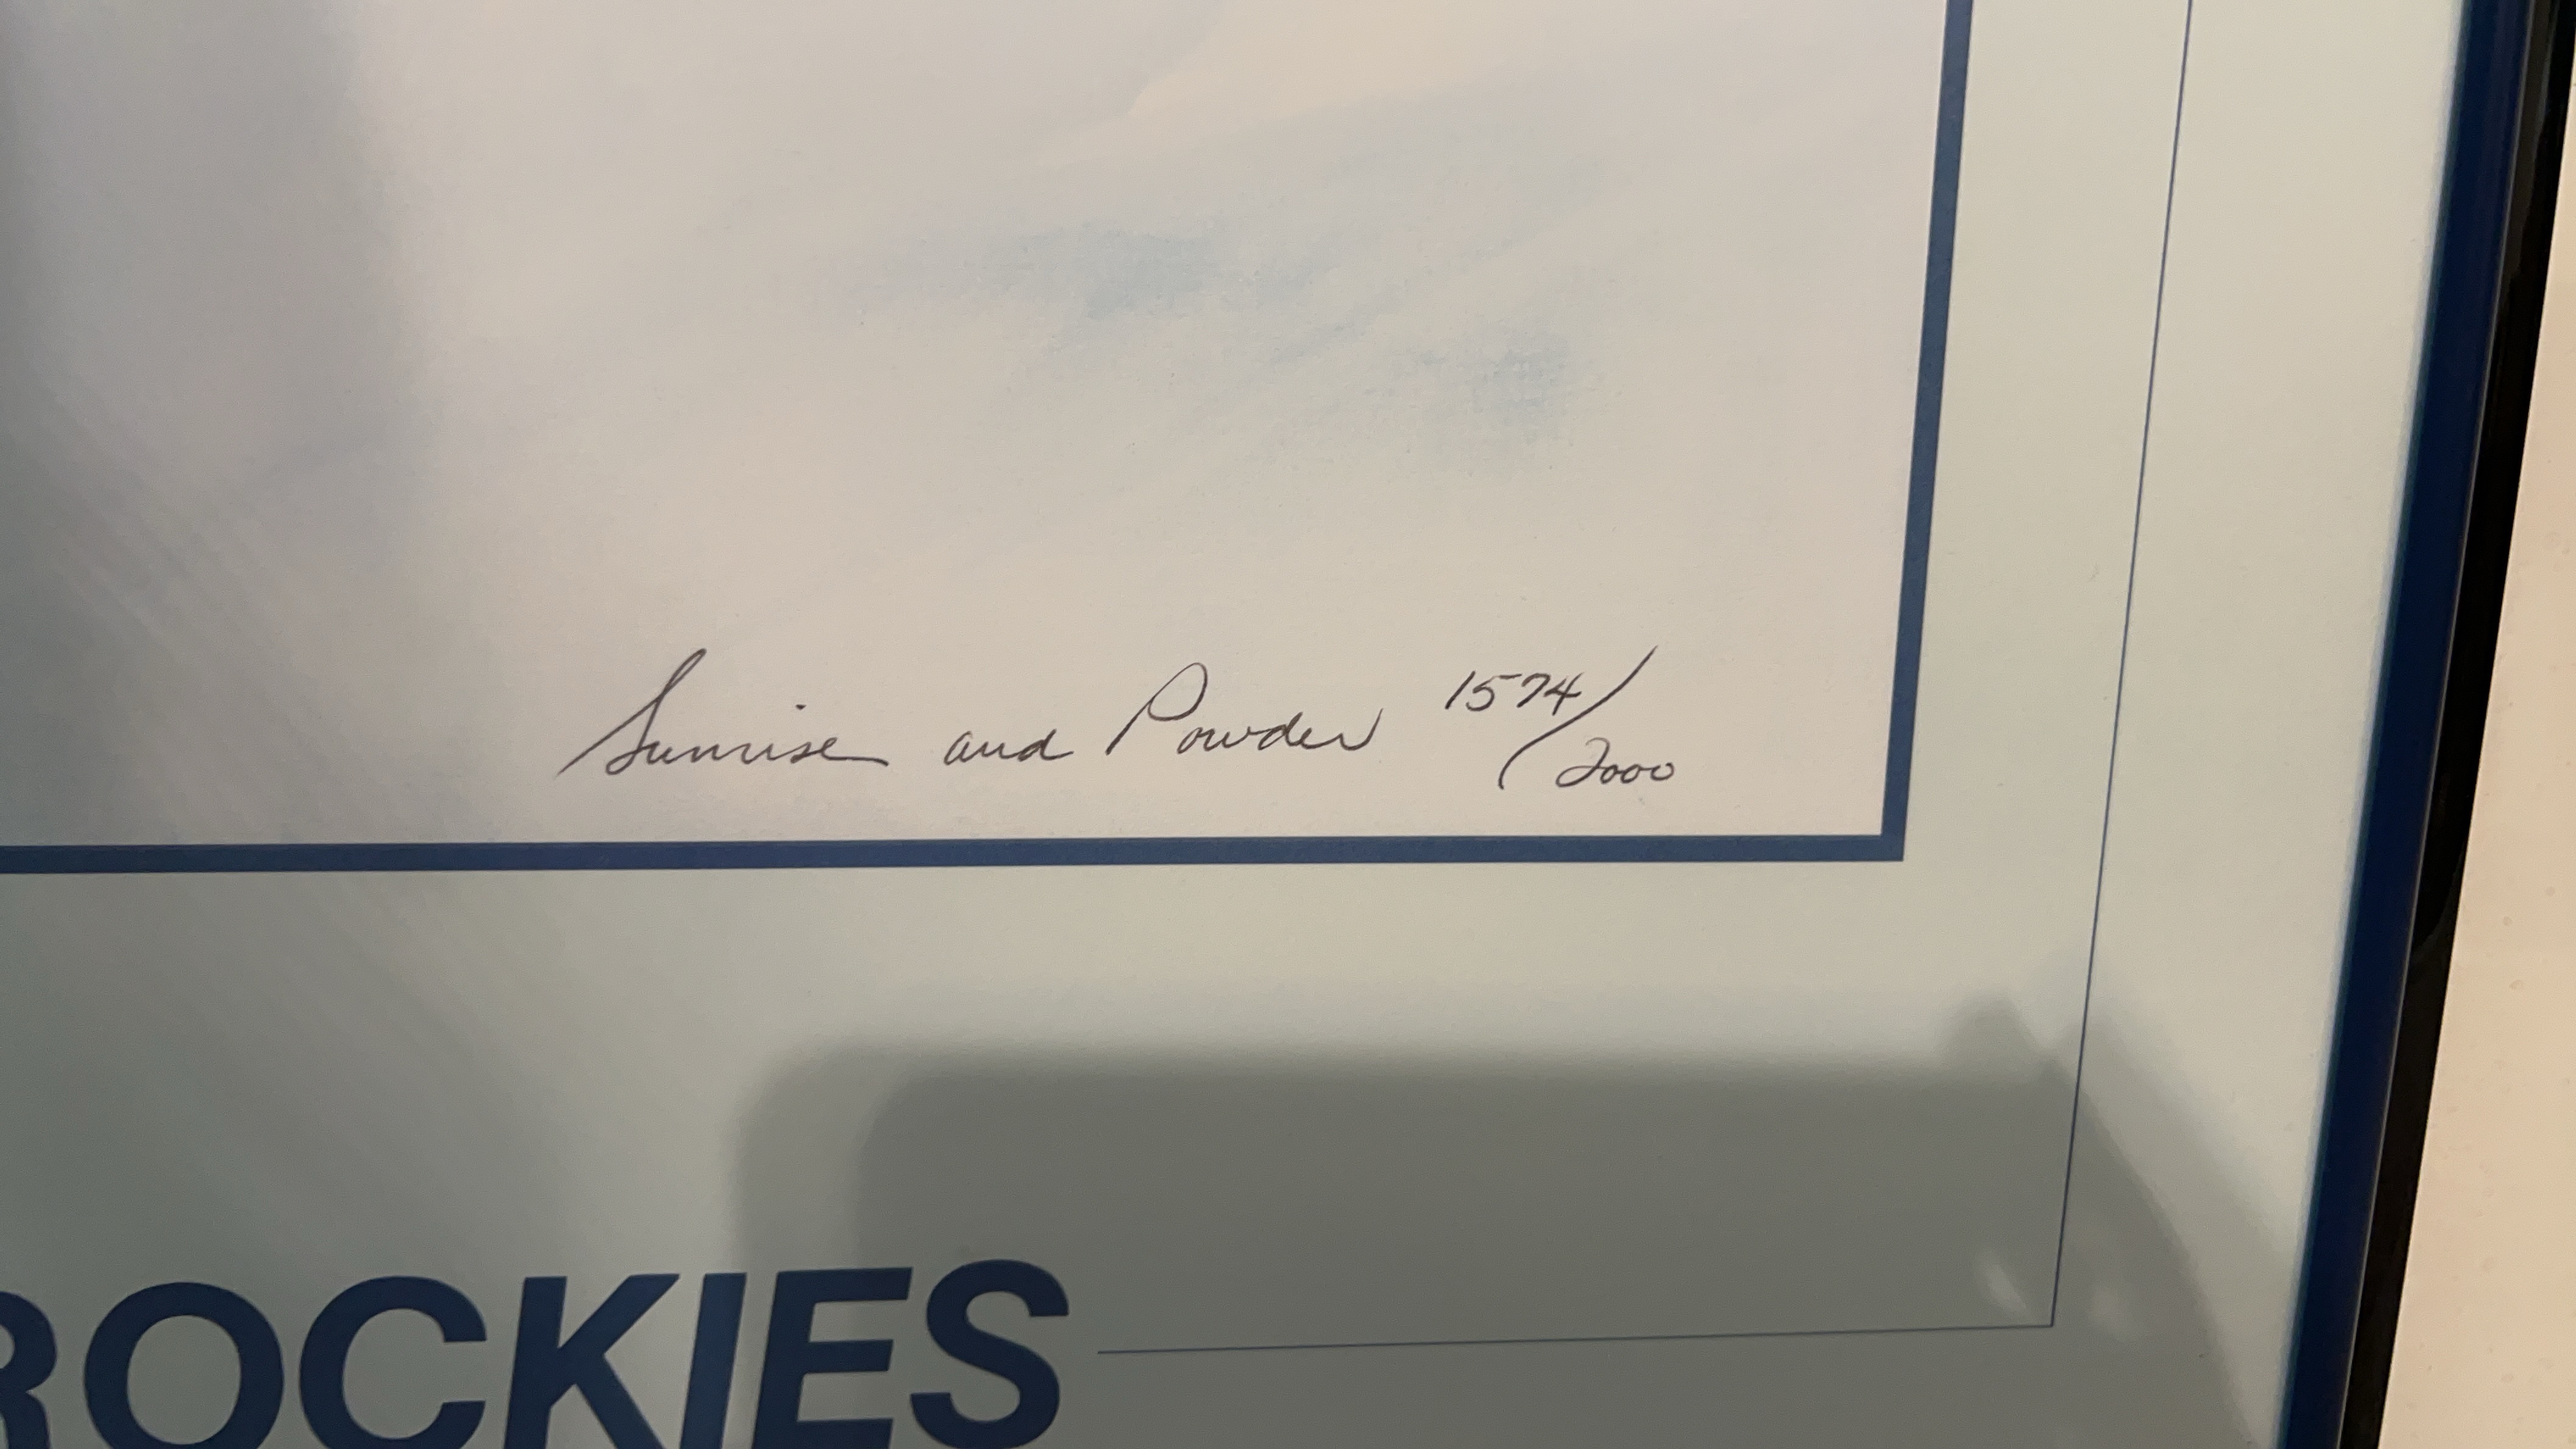 Sunrise and Powder 1574/2000
ROCKIES